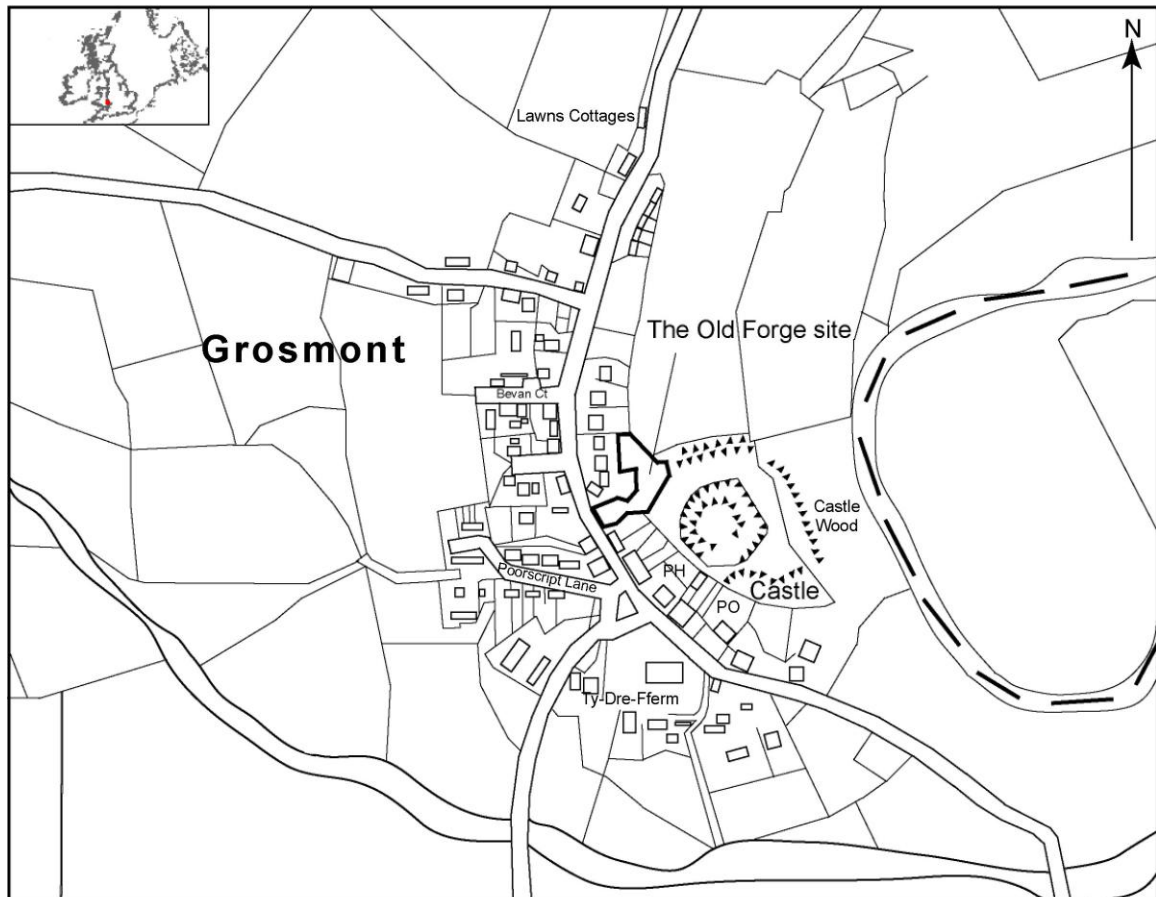 N
Lawns Cottages
The Old Forge site
Grosmont
Bevan Ct
Castle
Wood
PH
Poorscript Lane
Castle
PO
Ty-Dre-Fferm